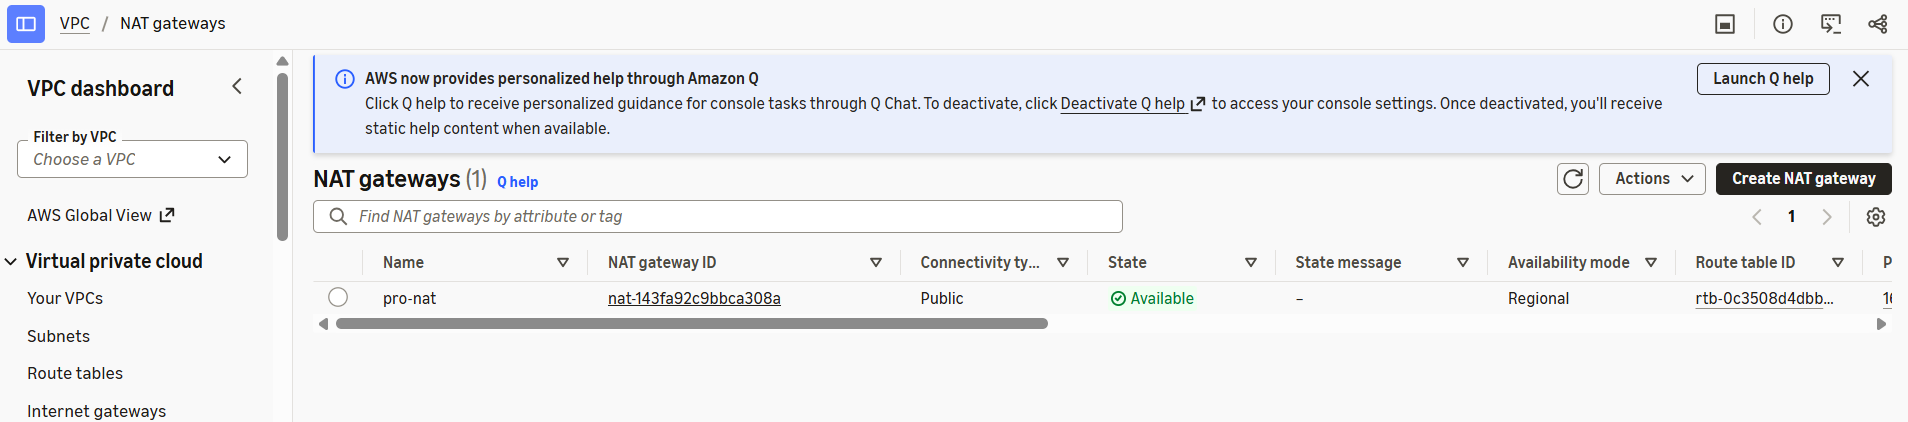 VPC / NAT gateways
VPC dashboard
Filter by VPC
Choose a VPC
AWS Global View
Virtual private cloud
Your VPCs
Subnets
Route tables
Internet gateways
AWS now provides personalized help through Amazon Q
Click Q help to receive personalized guidance for console tasks through Q Chat. To deactivate, click Deactivate Q help to access your console settings. Once deactivated, you'll receive
static help content when available.
Launch Q help
NAT gateways (1) Q help
Actions
Create NAT gateway
Find NAT gateways by attribute or tag
1
Name NAT gateway ID Connectivity ty... State State message Availability mode Route table ID P
pro-nat nat-143fa92c9bbca308a Public Available – Regional rtb-0c3508d4dbb...